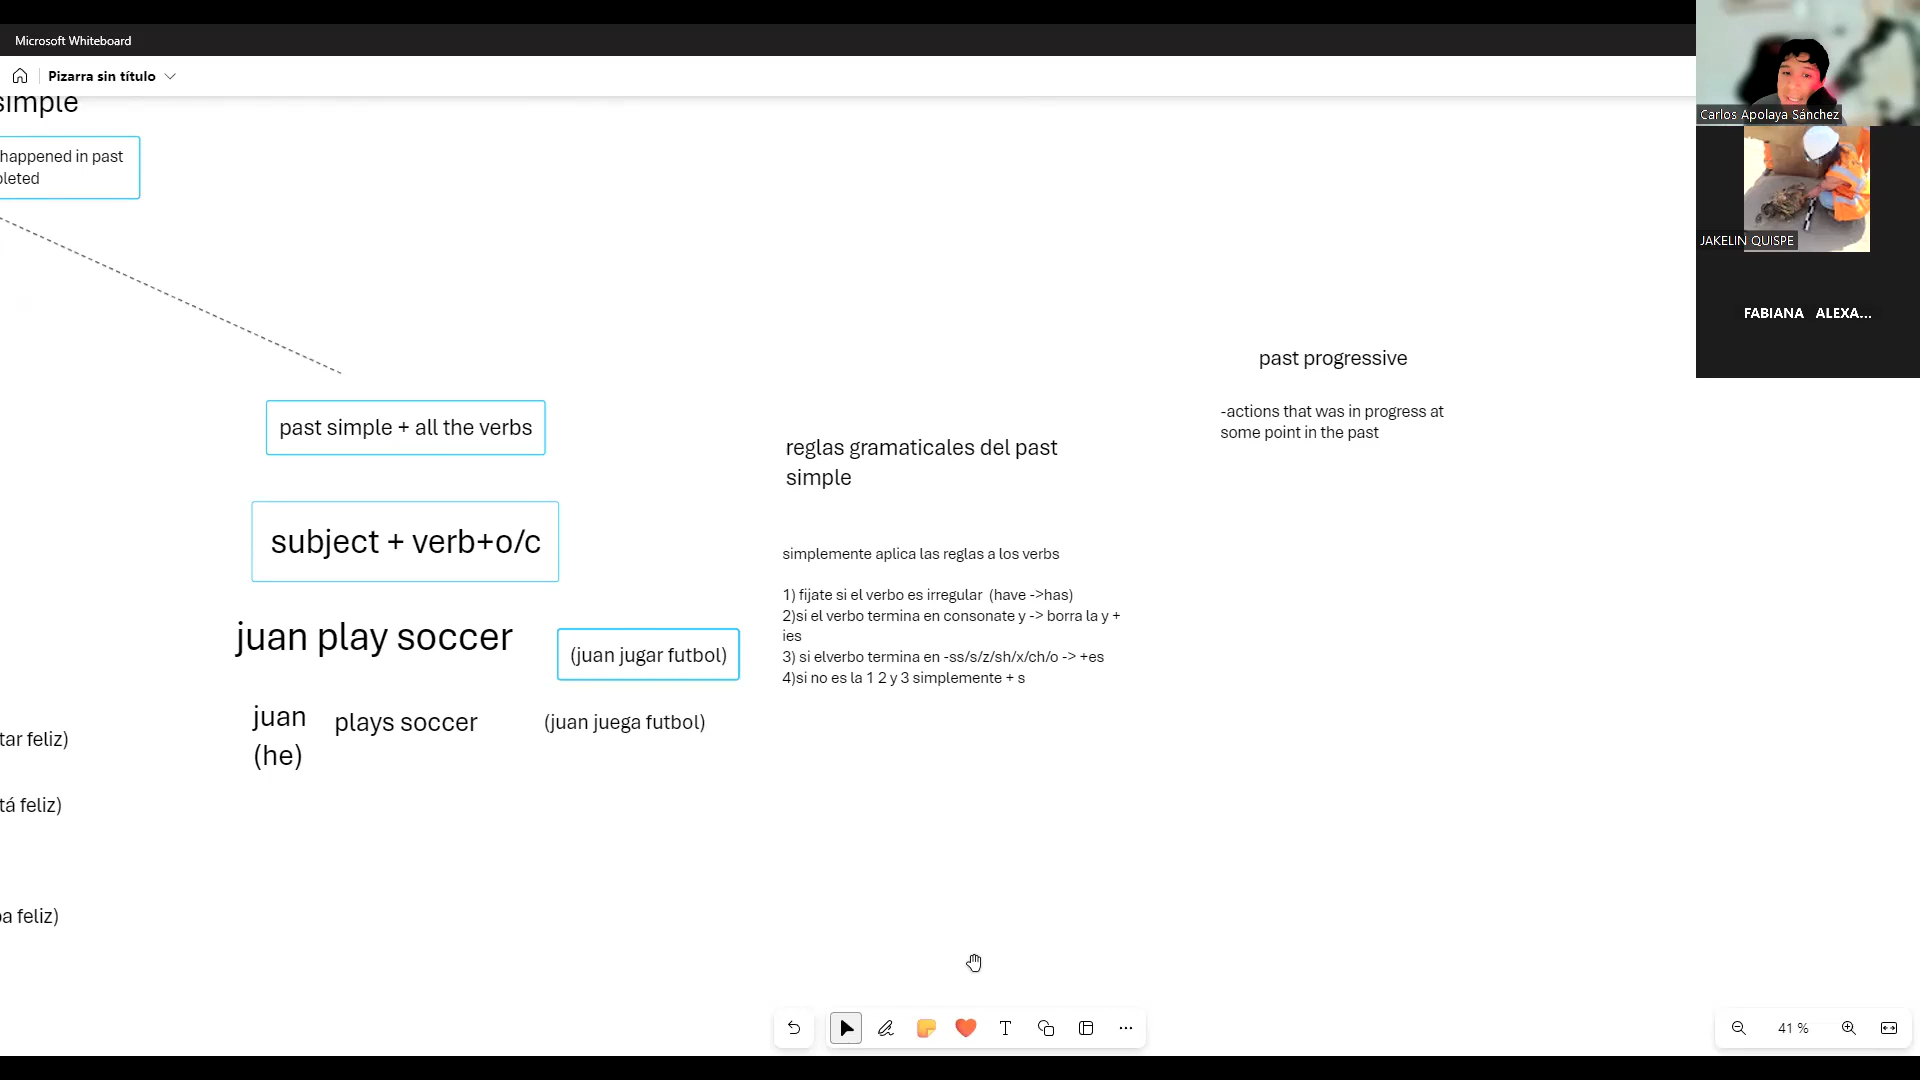 Microsoft Whiteboard
Pizarra sin título
simple
happened in past
pleted
past simple + all the verbs
subject + verb+o/c
juan play soccer
(juan jugar futbol)
juan
(he)
plays soccer
(juan juega futbol)
tar feliz)
tá feliz)
a feliz)
reglas gramaticales del past
simple
simplemente aplica las reglas a los verbs
1) fijate si el verbo es irregular (have ->has)
2)si el verbo termina en consonate y -> borra la y +
ies
3) si elverbo termina en -ss/s/z/sh/x/ch/o -> +es
4)si no es la 1 2 y 3 simplemente + s
past progressive
-actions that was in progress at
some point in the past
Carlos Apolaya Sánchez
JAKELIN QUISPE
FABIANA ALEXA...
41 %